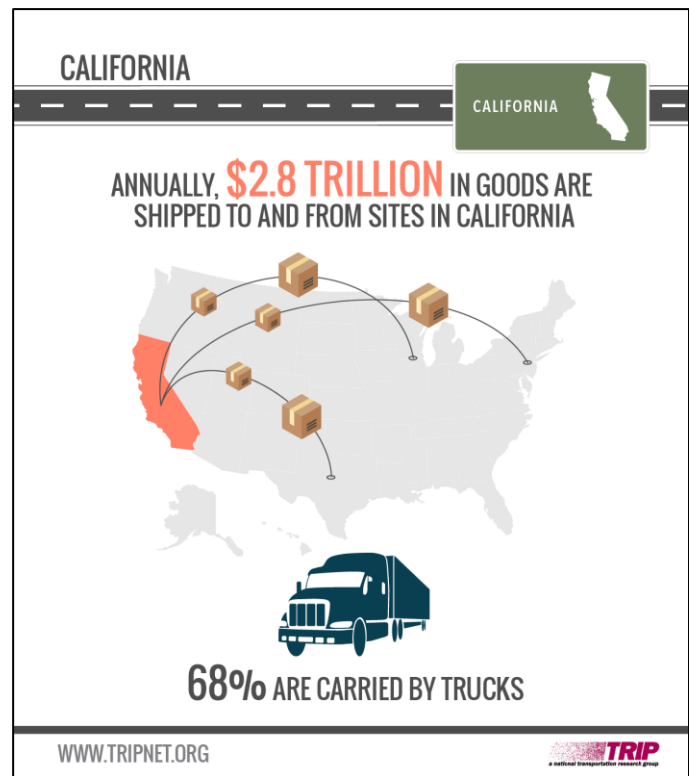 CALIFORNIA
CALIFORNIA
ANNUALLY, $2.8 TRILLION IN GOODS ARE
SHIPPED TO AND FROM SITES IN CALIFORNIA
68% ARE CARRIED BY TRUCKS
WWW.TRIPNET.ORG
TRIP
a national transportation research group